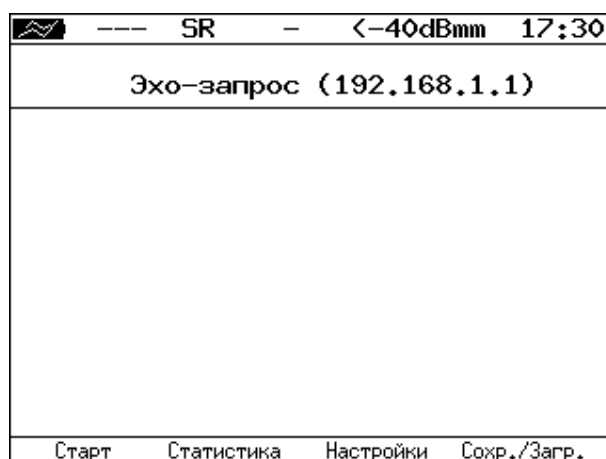 --- SR - <-40dBmm 17:30
Эхо-запрос (192.168.1.1)
Старт Статистика Настройки Сохр./Загр.